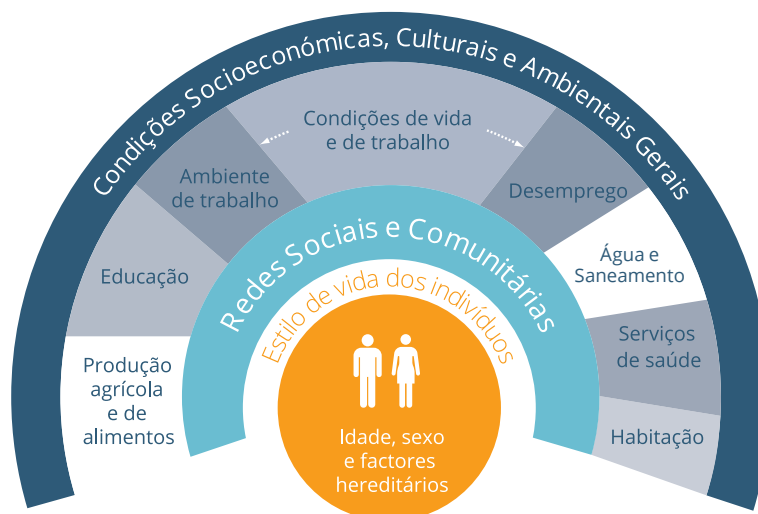 Condições Socioeconómicas, Culturais e Ambientais Gerais
Condições de vida
e de trabalho
Ambiente
de trabalho
Desemprego
Educação
Água e
Saneamento
Produção
agrícola
e de
alimentos
Serviços
de saúde
Habitação
Redes Sociais e Comunitárias
Estilo de vida dos indivíduos
Idade, sexo
e factores
hereditários